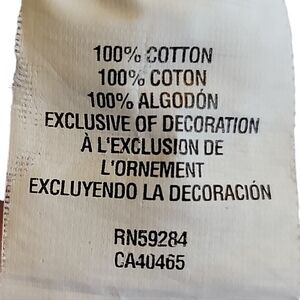 100% COTTON
100% COTON
100% ALGODÓN
EXCLUSIVE OF DECORATION
À L'EXCLUSION DE
L'ORNEMENT
EXCLUYENDO LA DECORACIÓN
RN59284
CA40465